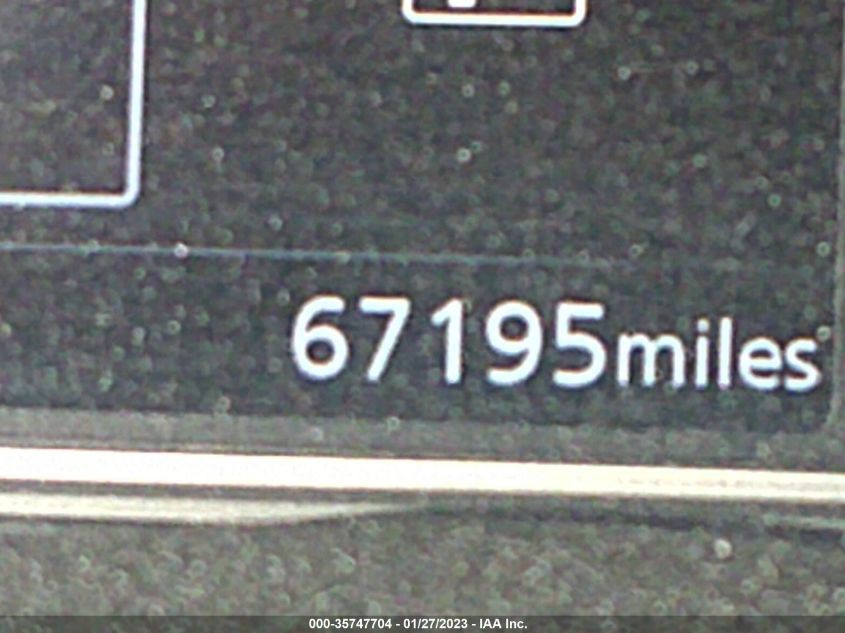 67195miles
000-35747704 - 01/27/2023 - IAA Inc.